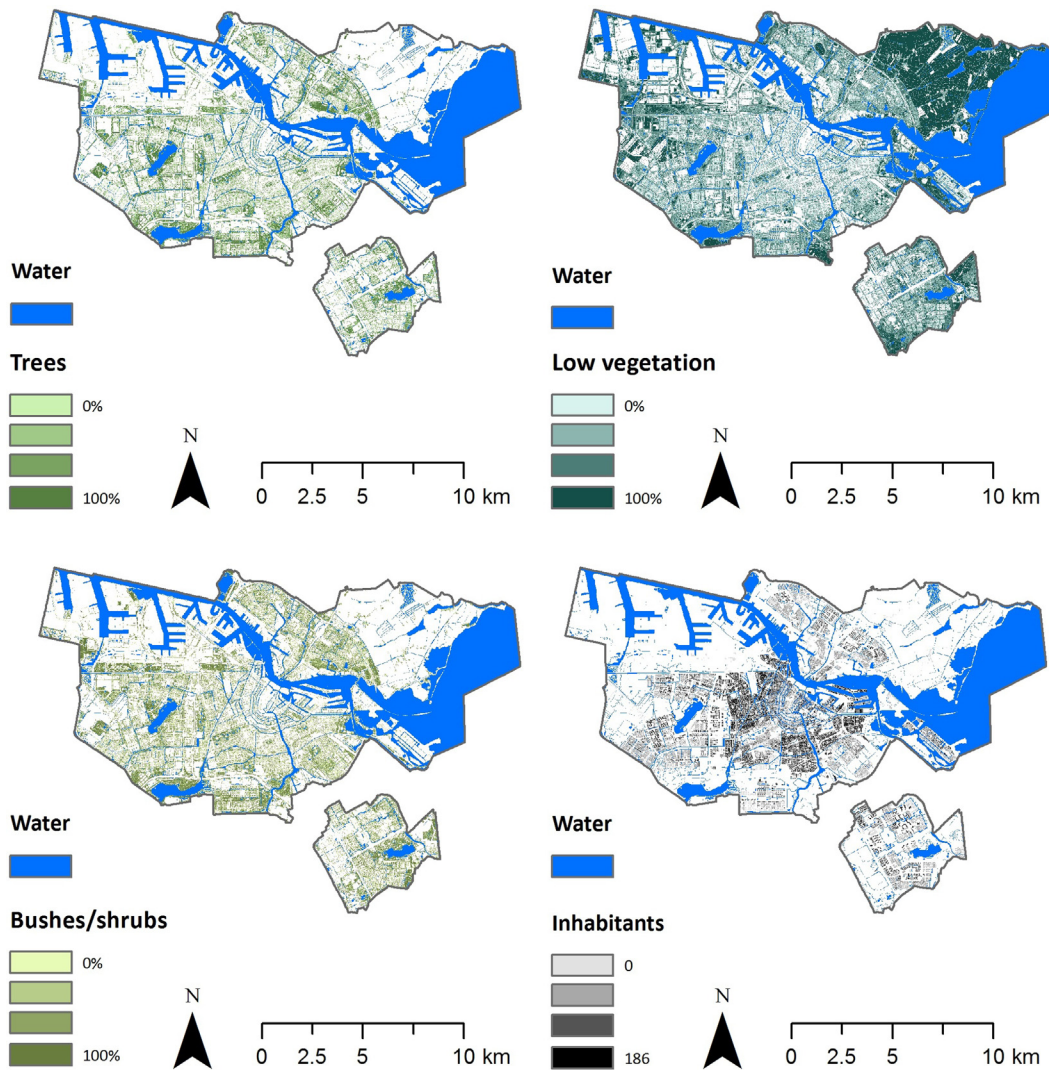 Water
Trees
0%
100%
N
0 2.5 5 10 km
Water
Low vegetation
0%
100%
N
0 2.5 5 10 km
Water
Bushes/shrubs
0%
100%
N
0 2.5 5 10 km
Water
Inhabitants
0
186
N
0 2.5 5 10 km